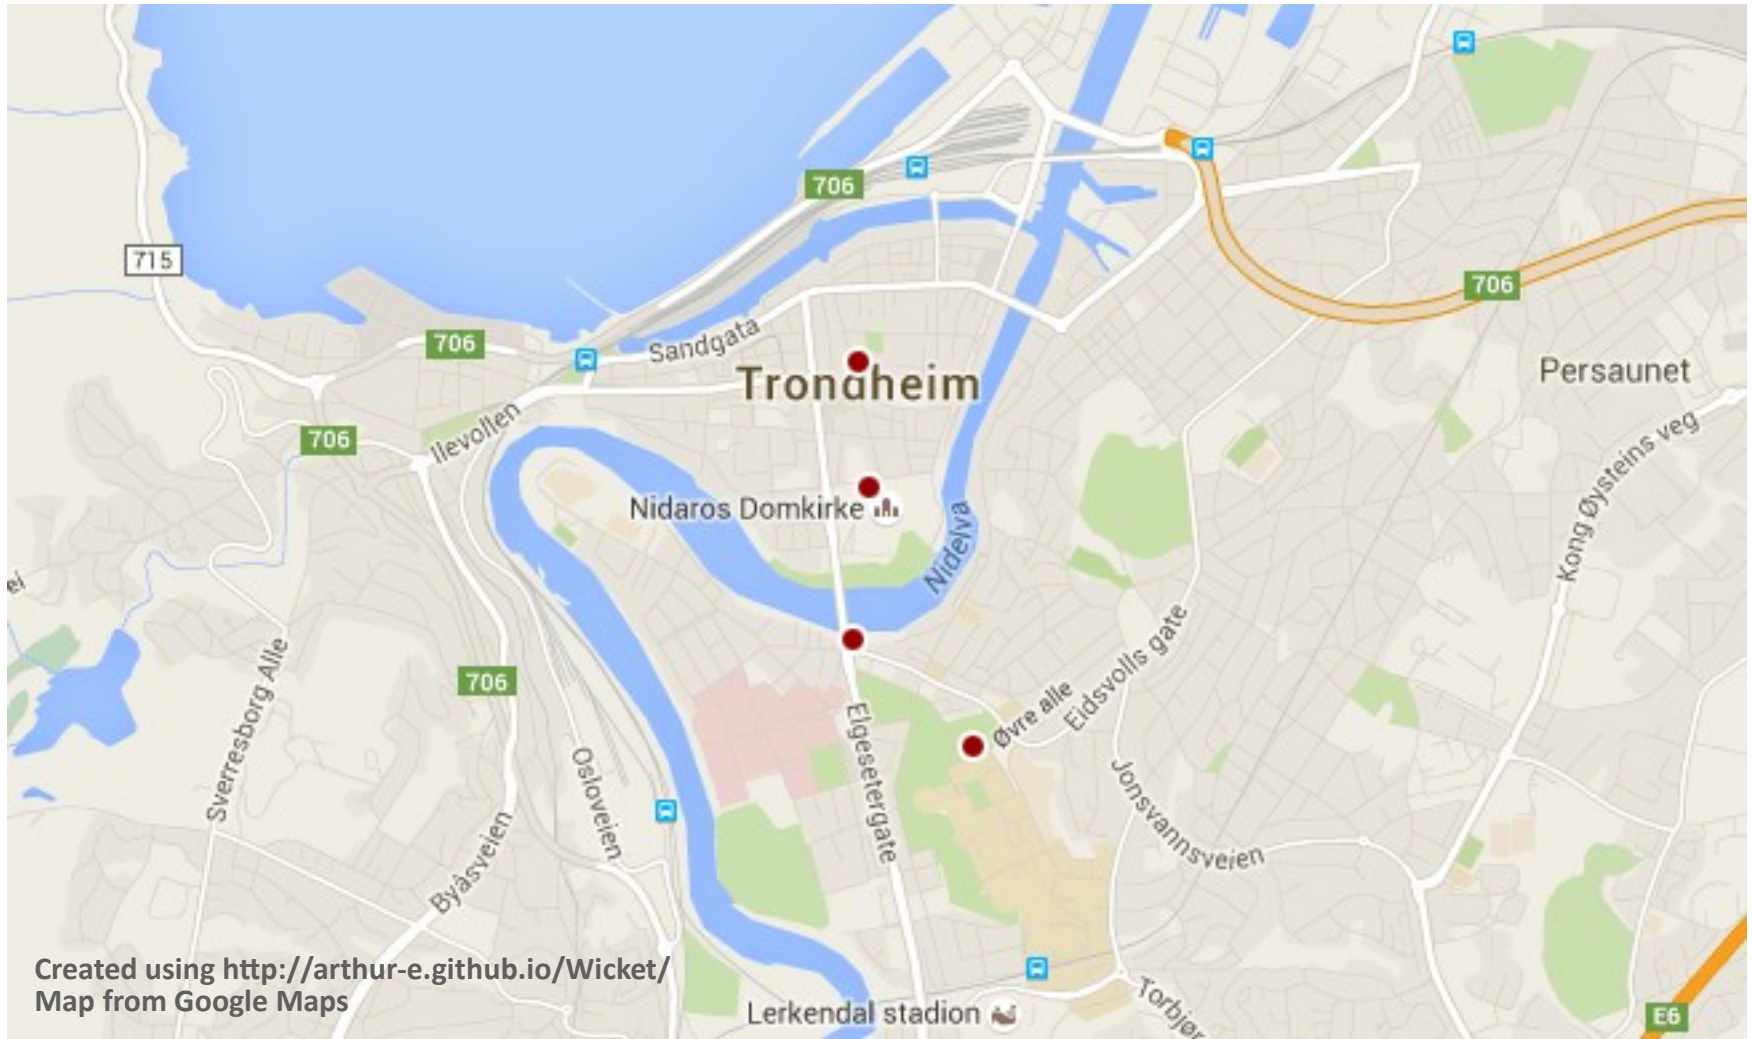 706
715
706
Sandgata
706
Trondheim
Persaunet
706
Ilevollen
Kong Øysteins veg
Nidaros Domkirke
Nidelva
ei
Sverresborg Alle
706
Øvre alle
Eidsvolls gate
Elgesetergate
Osloveien
Jonsvannsveien
Byåsveien
Created using http://arthur-e.github.io/Wicket/
Map from Google Maps
Lerkendal stadion
Torbjør
E6